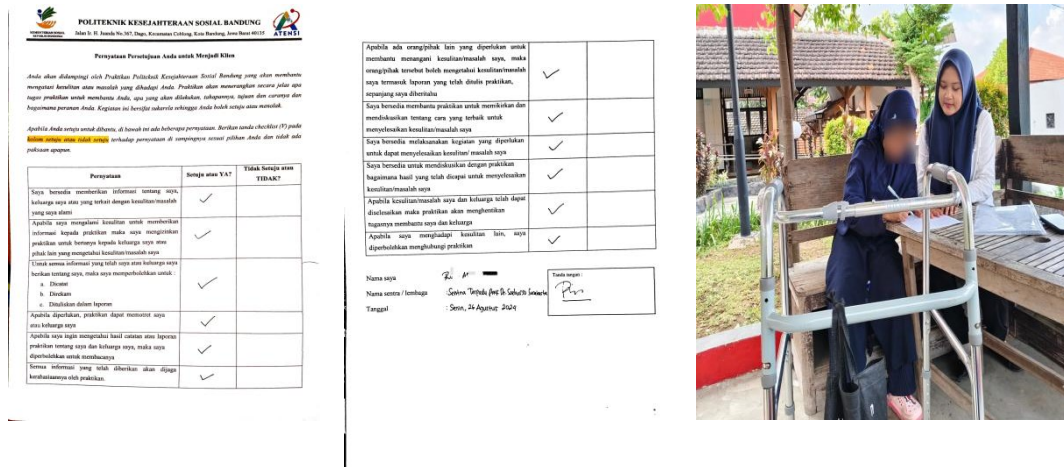 KEMENTERIAN SOSIAL
POLITEKNIK KESEJAHTERAAN SOSIAL BANDUNG
Jalan Ir. H. Juanda No.367, Dago, Kecamatan Coblong, Kota Bandung, Jawa Barat 40135
ATENSI
Pernyataan Persetujuan Anda untuk Menjadi Klien
Anda akan didampingi oleh Praktikan Politeknik Kesejahteraan Sosial Bandung yang akan membantu
mengatasi kesulitan atau masalah yang dihadapi Anda. Praktikan akan menerangkan secara jelas apa
tugas praktikan untuk membantu Anda, apa yang akan dilakukan, tahapannya, tujuan dan caranya dan
bagaimana peranan Anda. Kegiatan ini bersifat sukarela sehingga Anda boleh setuju atau menolak.
Apabila Anda setuju untuk dibantu, di bawah ini ada beberapa pernyataan. Berikan tanda checklist (V) pada
kolom setuju atau tidak setuju terhadap pernyataan di sampingnya sesuai pilihan Anda dan tidak ada
paksaan apapun.
Pernyataan
Setuju atau YA?
Tidak Setuju atau
TIDAK?
Saya bersedia memberikan informasi tentang saya,
keluarga saya atau yang terkait dengan kesulitan/masalah
yang saya alami
Apabila saya mengalami kesulitan untuk memberikan
informasi kepada praktikan maka saya mengizinkan
praktikan untuk bertanya kepada keluarga saya atau
pihak lain yang mengetahui kesulitan/masalah saya
Untuk semua informasi yang telah saya atau keluarga saya
berikan tentang saya, maka saya memperbolehkan untuk :
a. Dicatat
b. Direkam
c. Dituliskan dalam laporan
Apabila diperlukan, praktikan dapat memotret saya
atau keluarga saya
Apabila saya ingin mengetahui hasil catatan atau laporan
praktikan tentang saya dan keluarga saya, maka saya
diperbolehkan untuk membacanya
Semua informasi yang telah diberikan akan dijaga
kerahasiaannya oleh praktikan.
Apabila ada orang/pihak lain yang diperlukan untuk
membantu menangani kesulitan/masalah saya, maka
orang/pihak tersebut boleh mengetahui kesulitan/masalah
saya termasuk laporan yang telah ditulis praktikan,
sepanjang saya diberitahu
Saya bersedia membantu praktikan untuk memikirkan dan
mendiskusikan tentang cara yang terbaik untuk
menyelesaikan kesulitan/masalah saya
Saya bersedia melaksanakan kegiatan yang diperlukan
untuk dapat menyelesaikan kesulitan/ masalah saya
Saya bersedia untuk mendiskusikan dengan praktikan
bagaimana hasil yang telah dicapai untuk menyelesaikan
kesulitan/masalah saya
Apabila kesulitan/masalah saya dan keluarga telah dapat
diselesaikan maka praktikan akan menghentikan
tugasnya membantu saya dan keluarga
Apabila saya menghadapi kesulitan lain, saya
diperbolehkan menghubungi praktikan
Nama saya :
Nama sentra / lembaga : Sentra Terpadu Prof. Dr. Soeharso Surakarta
Tanggal : Senin, 26 Agustus 2024
Tanda tangan :